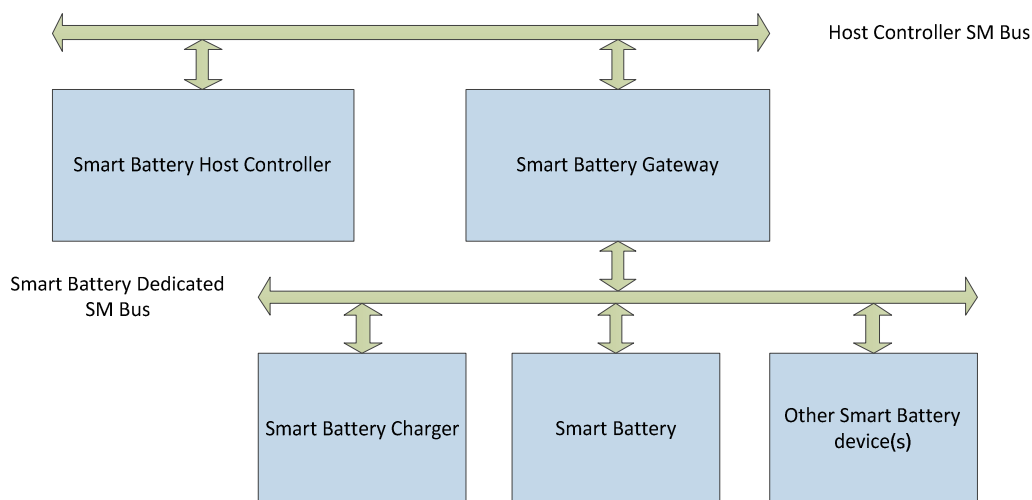 Host Controller SM Bus
Smart Battery Host Controller
Smart Battery Gateway
Smart Battery Dedicated
SM Bus
Smart Battery Charger
Smart Battery
Other Smart Battery
device(s)